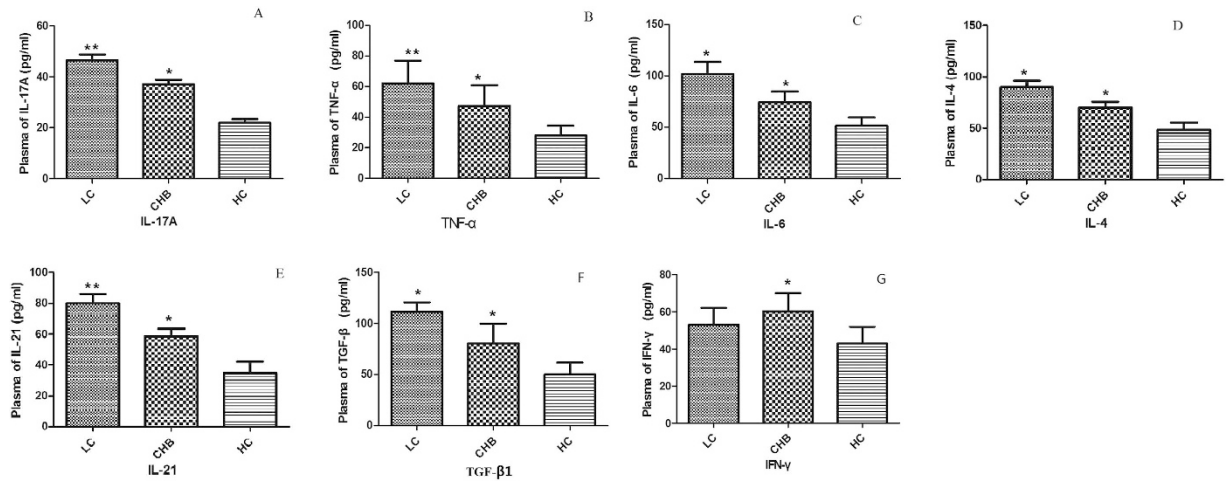 A
Plasma of IL-17A (pg/ml)
60
40
20
0
**
*
LC
CHB
HC
IL-17A
B
Plasma of TNF-α (pg/ml)
100
80
60
40
20
0
**
*
LC
CHB
HC
TNF-α
C
Plasma of IL-6 (pg/ml)
150
100
50
0
*
*
LC
CHB
HC
IL-6
D
Plasma of IL-4 (pg/ml)
150
100
50
0
*
*
LC
CHB
HC
IL-4
E
Plasma of IL-21 (pg/ml)
100
80
60
40
20
0
**
*
LC
CHB
HC
IL-21
F
Plasma of TGF-β (pg/ml)
150
100
50
0
*
*
LC
CHB
HC
TGF-β1
G
Plasma of IFN-γ (pg/ml)
80
60
40
20
0
*
LC
CHB
HC
IFN-γ